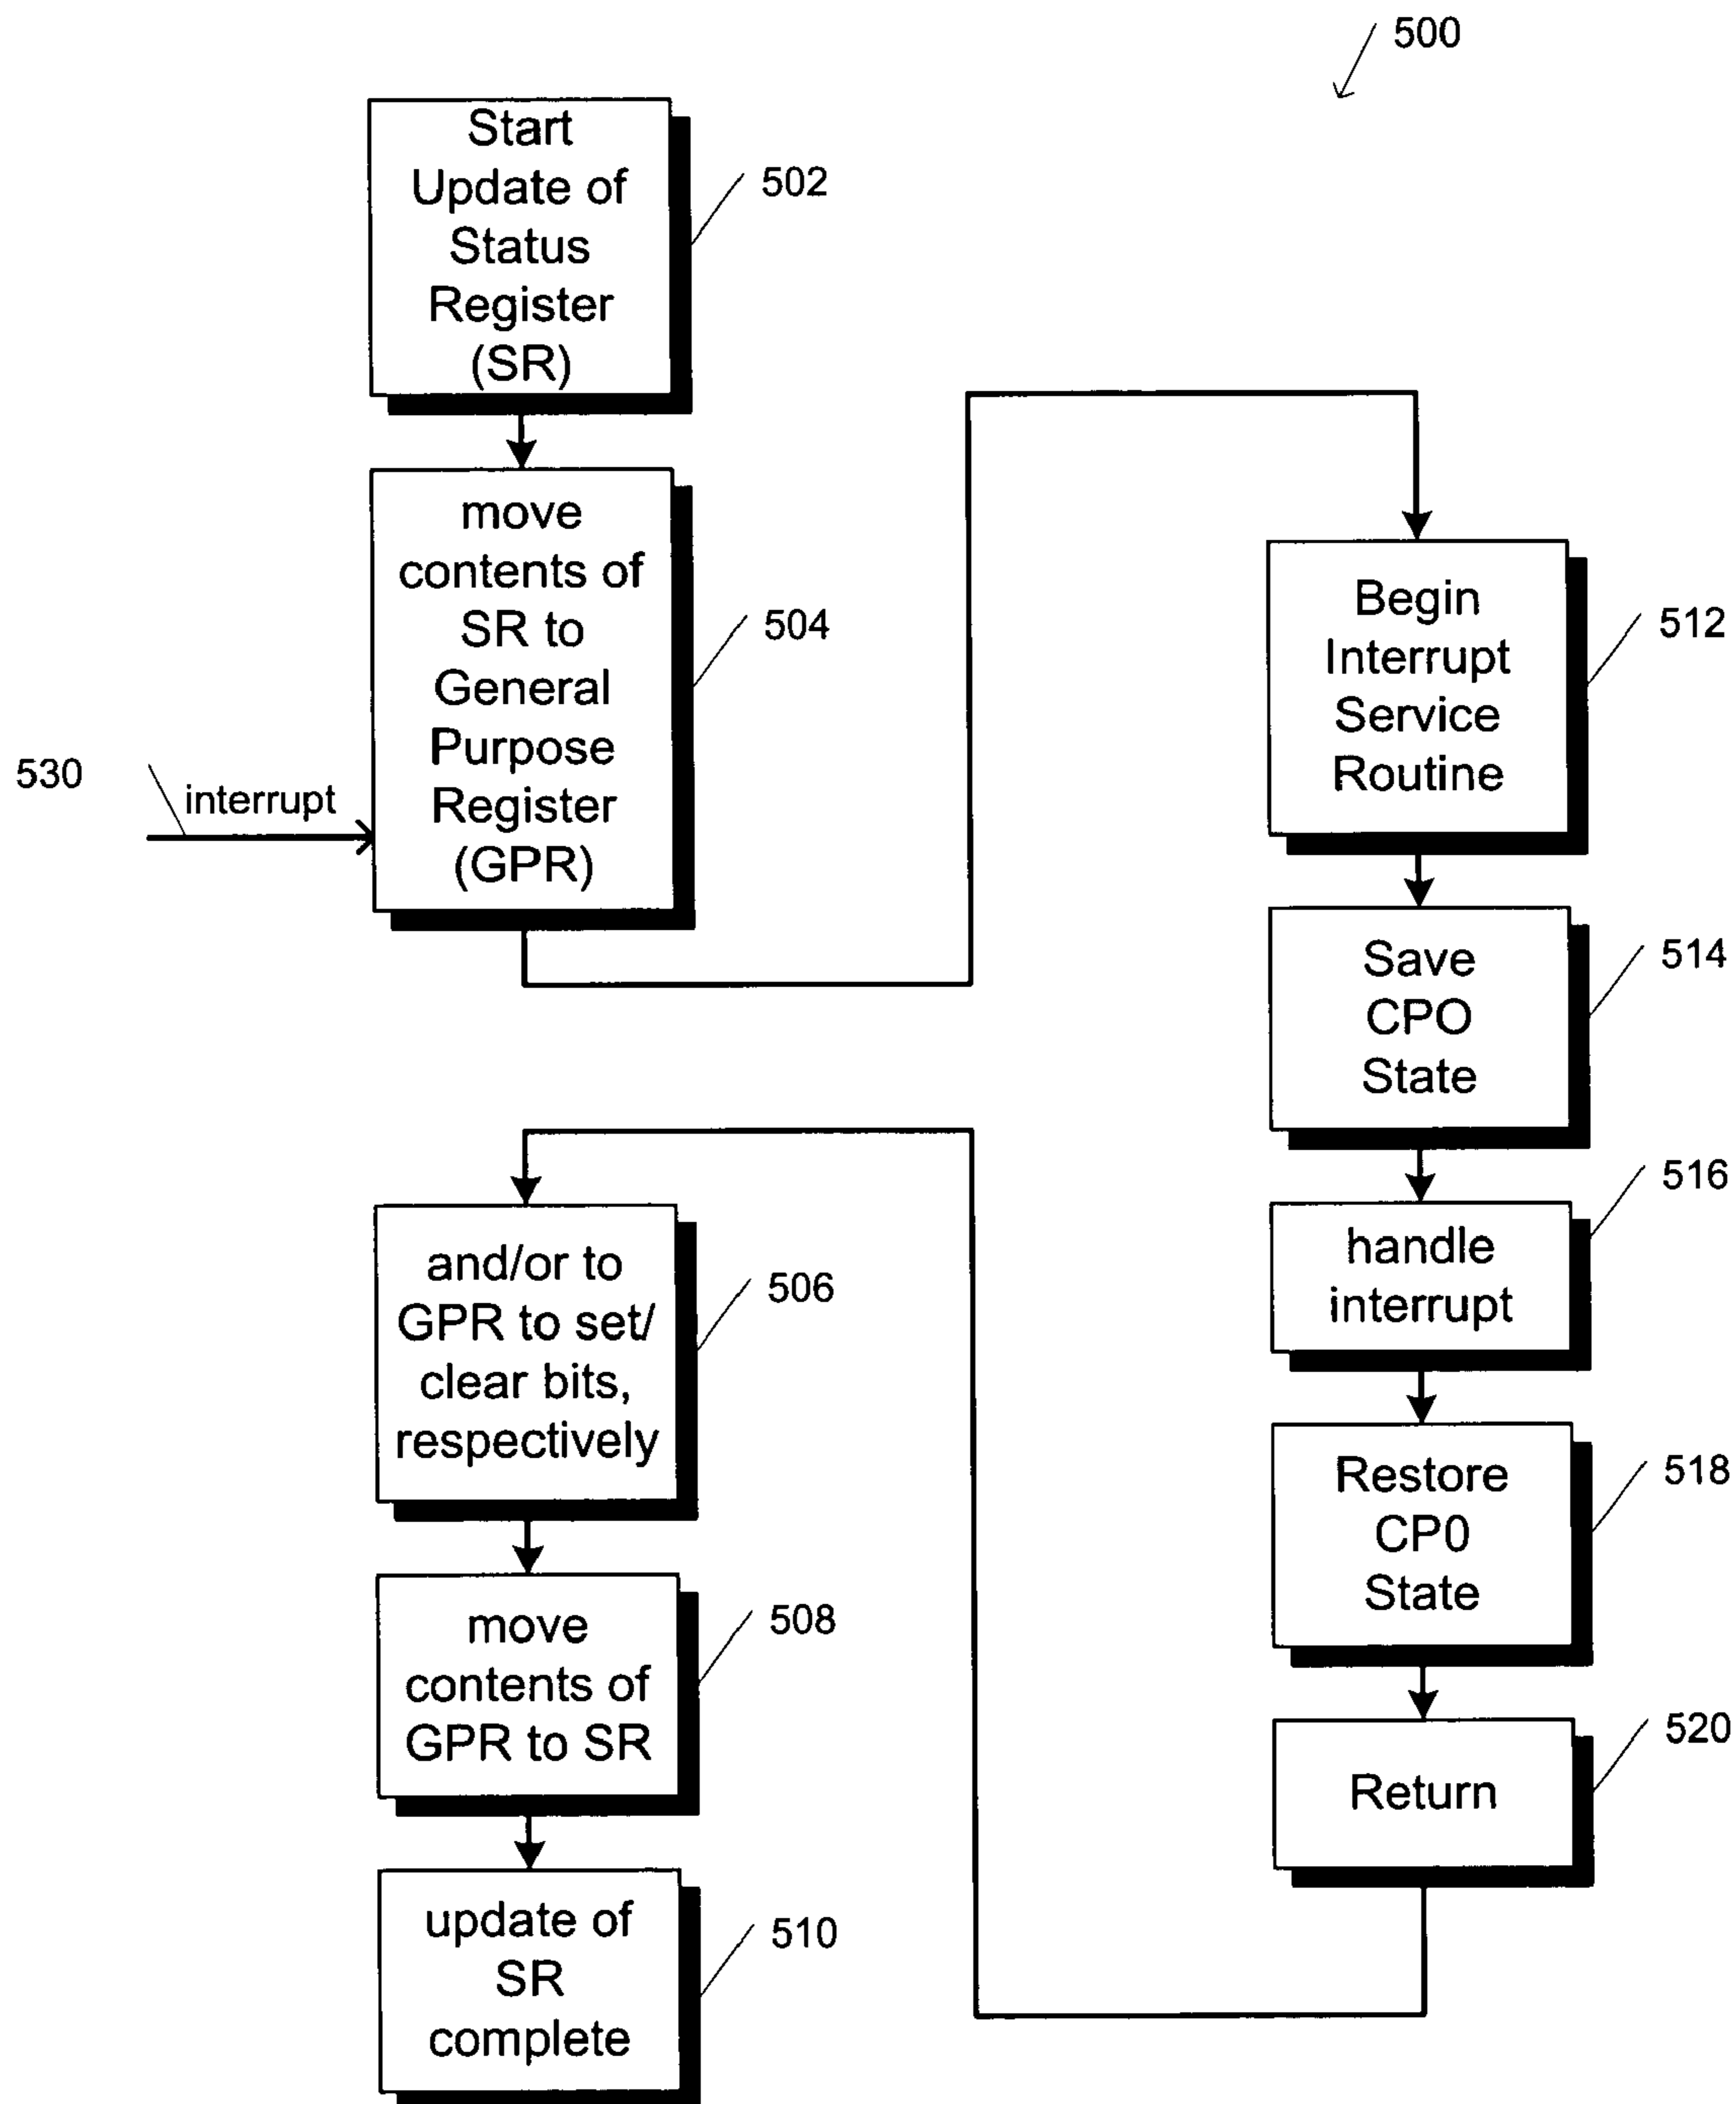 500
Start
Update of
Status
Register
(SR)
502
move
contents of
SR to
General
Purpose
Register
(GPR)
504
530
interrupt
Begin
Interrupt
Service
Routine
512
Save
CPO
State
514
handle
interrupt
516
Restore
CP0
State
518
Return
520
and/or to
GPR to set/
clear bits,
respectively
506
move
contents of
GPR to SR
508
update of
SR
complete
510